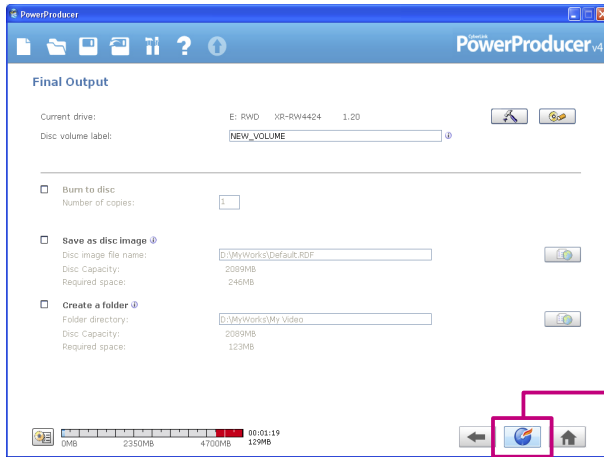 PowerProducer
CyberLink
PowerProducer v4
Final Output
Current drive: E: RWD XR-RW4424 1.20
Disc volume label: NEW_VOLUME
Burn to disc
Number of copies: 1
Save as disc image
Disc image file name: D:\MyWorks\Default.RDF
Disc Capacity: 2089MB
Required space: 246MB
Create a folder
Folder directory: D:\MyWorks\My Video
Disc Capacity: 2089MB
Required space: 123MB
00:01:19
0MB 2350MB 4700MB 129MB